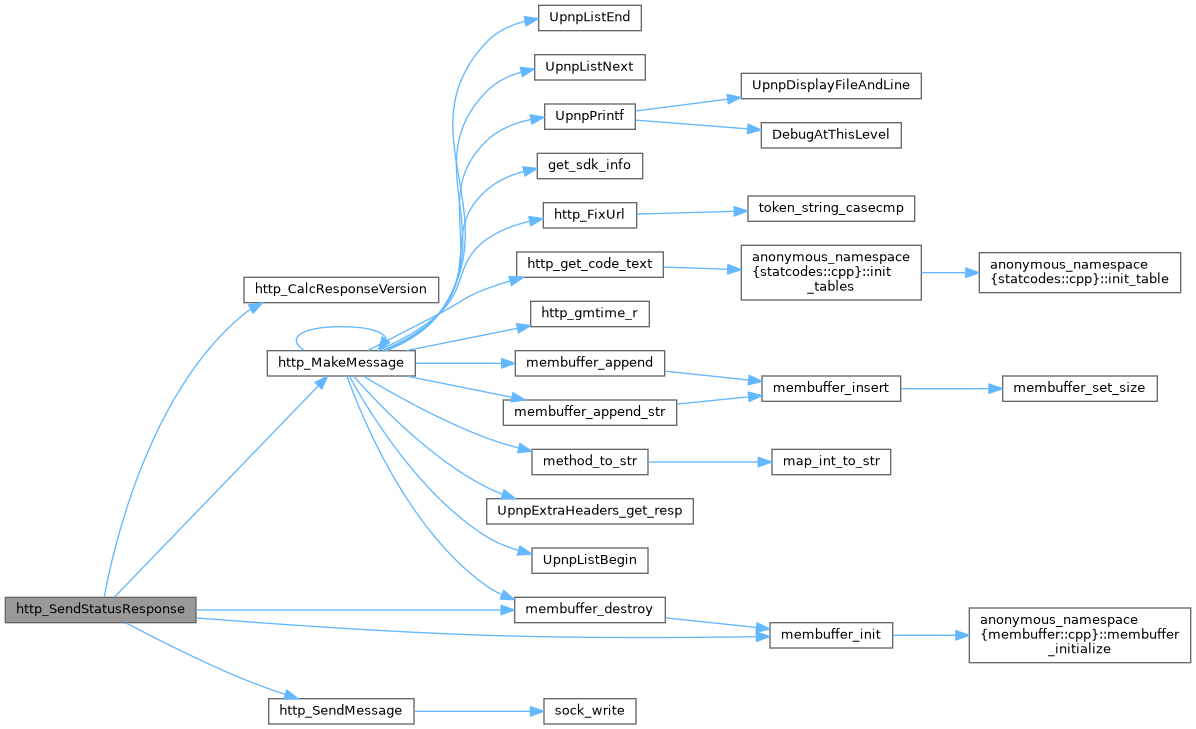 UpnpListEnd
UpnpListNext
UpnpPrintf
UpnpDisplayFileAndLine
DebugAtThisLevel
get_sdk_info
http_FixUrl
token_string_casecmp
http_get_code_text
anonymous_namespace
{statcodes::cpp}::init
_tables
anonymous_namespace
{statcodes::cpp}::init_table
http_CalcResponseVersion
http_gmtime_r
http_MakeMessage
membuffer_append
membuffer_append_str
membuffer_insert
membuffer_set_size
method_to_str
map_int_to_str
UpnpExtraHeaders_get_resp
UpnpListBegin
http_SendStatusResponse
membuffer_destroy
membuffer_init
anonymous_namespace
{membuffer::cpp}::membuffer
_initialize
http_SendMessage
sock_write